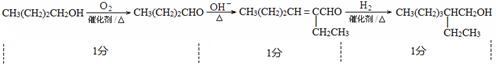 CH₃(CH₂)₂CH₂OH —O₂ 催化剂/△→ CH₃(CH₂)₂CHO —OH⁻ △→ CH₃(CH₂)₂CH=CCHO —H₂ 催化剂/△→ CH₃(CH₂)₃CHCH₂OH
CH₂CH₃ CH₂CH₃
1分 1分 1分